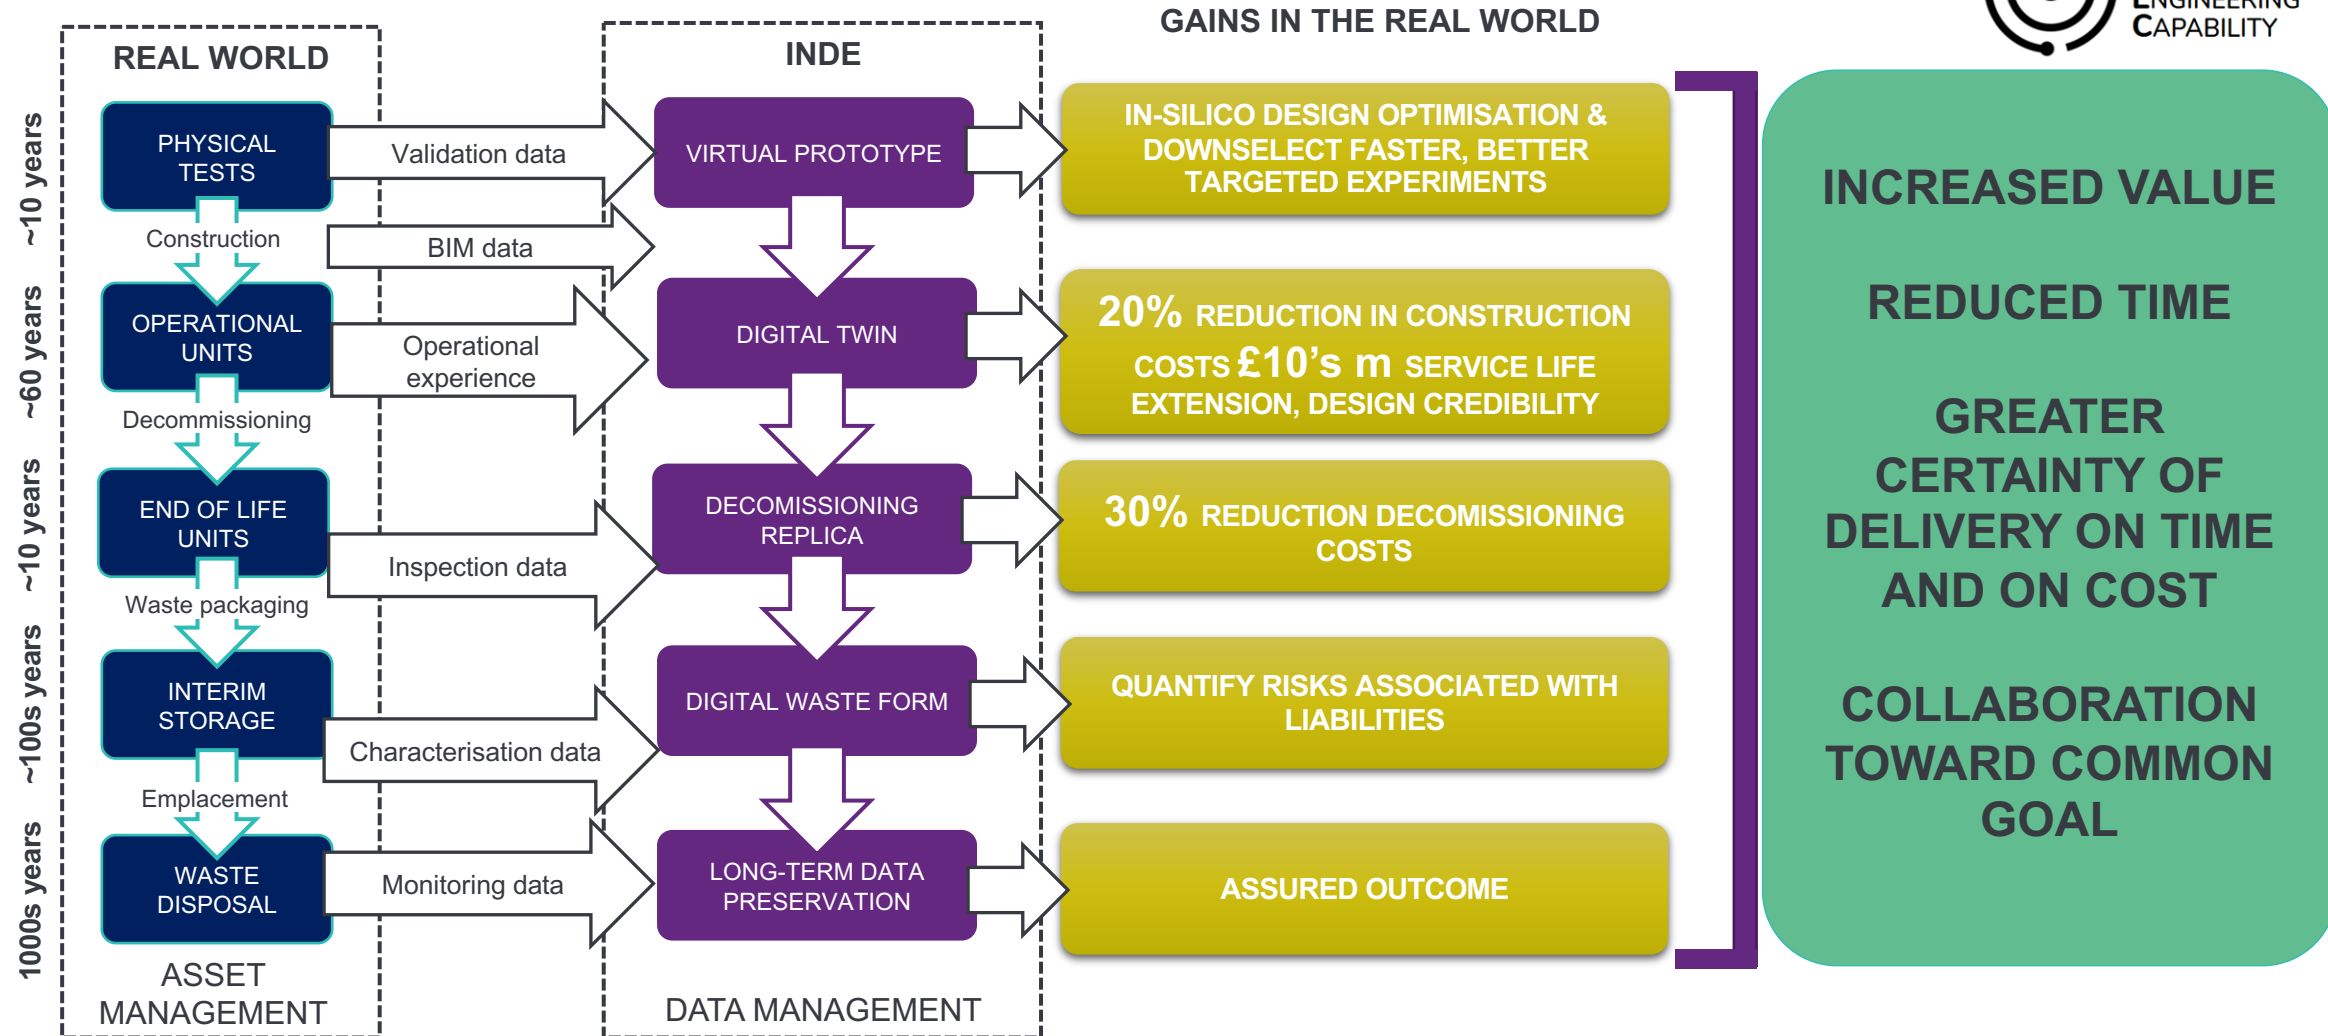 GAINS IN THE REAL WORLD
ENGINEERING
CAPABILITY
REAL WORLD
INDE
~10 years
PHYSICAL
TESTS
Validation data
VIRTUAL PROTOTYPE
IN-SILICO DESIGN OPTIMISATION &
DOWNSELECT FASTER, BETTER
TARGETED EXPERIMENTS
Construction
BIM data
~60 years
OPERATIONAL
UNITS
Operational
experience
DIGITAL TWIN
20% REDUCTION IN CONSTRUCTION
COSTS £10's m SERVICE LIFE
EXTENSION, DESIGN CREDIBILITY
Decommissioning
~10 years
END OF LIFE
UNITS
Inspection data
DECOMISSIONING
REPLICA
30% REDUCTION DECOMISSIONING
COSTS
Waste packaging
~100s years
INTERIM
STORAGE
Characterisation data
DIGITAL WASTE FORM
QUANTIFY RISKS ASSOCIATED WITH
LIABILITIES
Emplacement
1000s years
WASTE
DISPOSAL
Monitoring data
LONG-TERM DATA
PRESERVATION
ASSURED OUTCOME
ASSET
MANAGEMENT
DATA MANAGEMENT
INCREASED VALUE
REDUCED TIME
GREATER
CERTAINTY OF
DELIVERY ON TIME
AND ON COST
COLLABORATION
TOWARD COMMON
GOAL